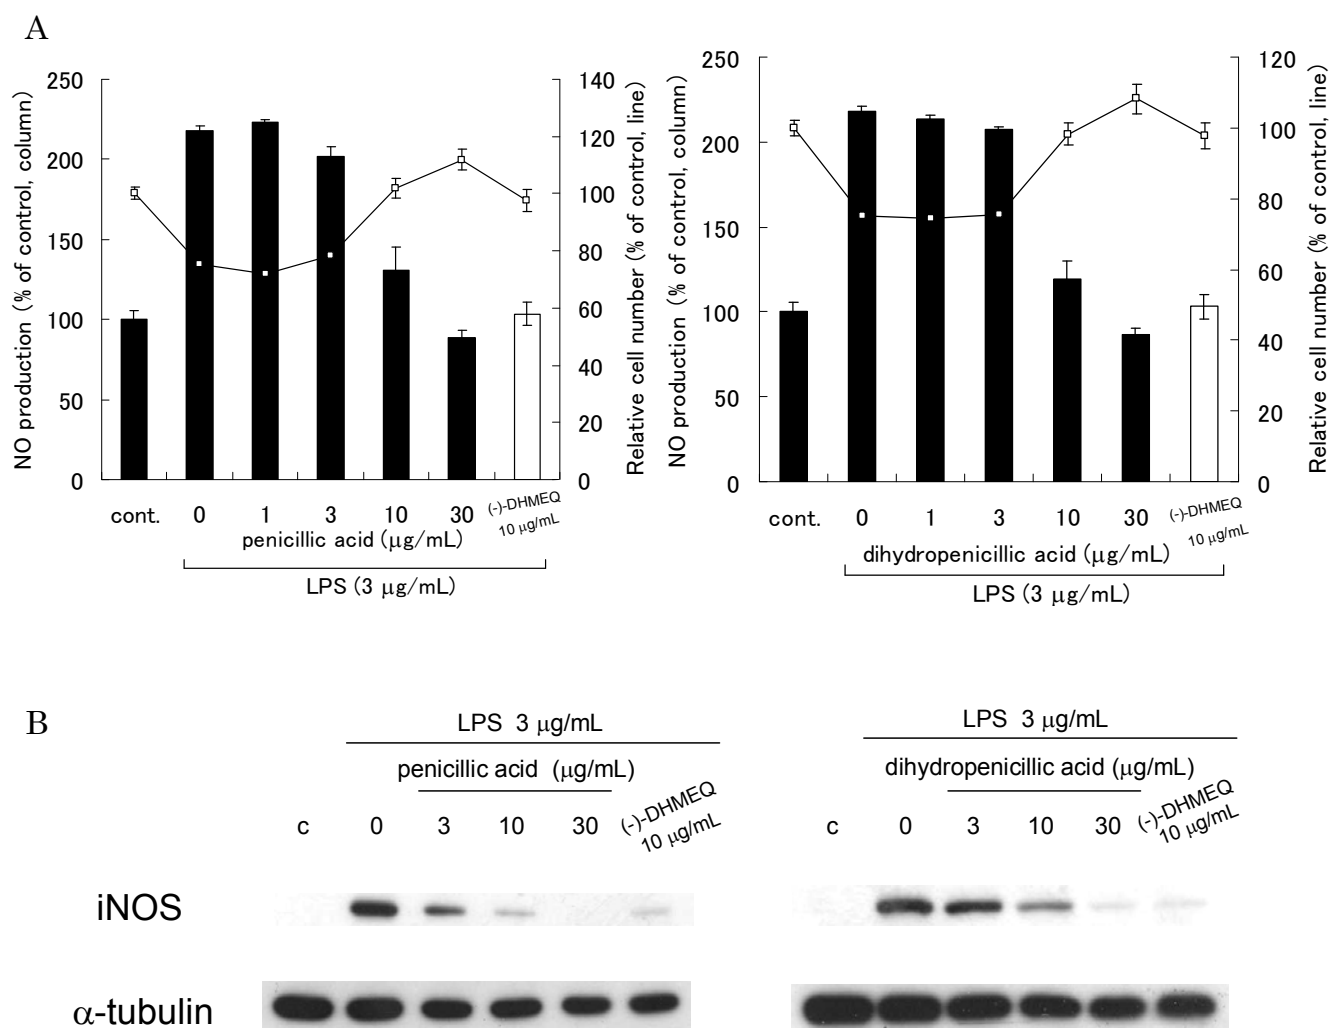 A
NO production (% of control, column)
250
200
150
100
50
0
140
120
100
80
60
40
20
0
Relative cell number (% of control, line)
cont. 0 1 3 10 30 (-)-DHMEQ 10 μg/mL
penicillic acid (μg/mL)
LPS (3 μg/mL)
NO production (% of control, column)
250
200
150
100
50
0
120
100
80
60
40
20
0
Relative cell number (% of control, line)
cont. 0 1 3 10 30 (-)-DHMEQ 10 μg/mL
dihydropenicillic acid (μg/mL)
LPS (3 μg/mL)
B
LPS 3 μg/mL
penicillic acid (μg/mL)
c 0 3 10 30 (-)-DHMEQ 10 μg/mL
LPS 3 μg/mL
dihydropenicillic acid (μg/mL)
c 0 3 10 30 (-)-DHMEQ 10 μg/mL
iNOS
α-tubulin